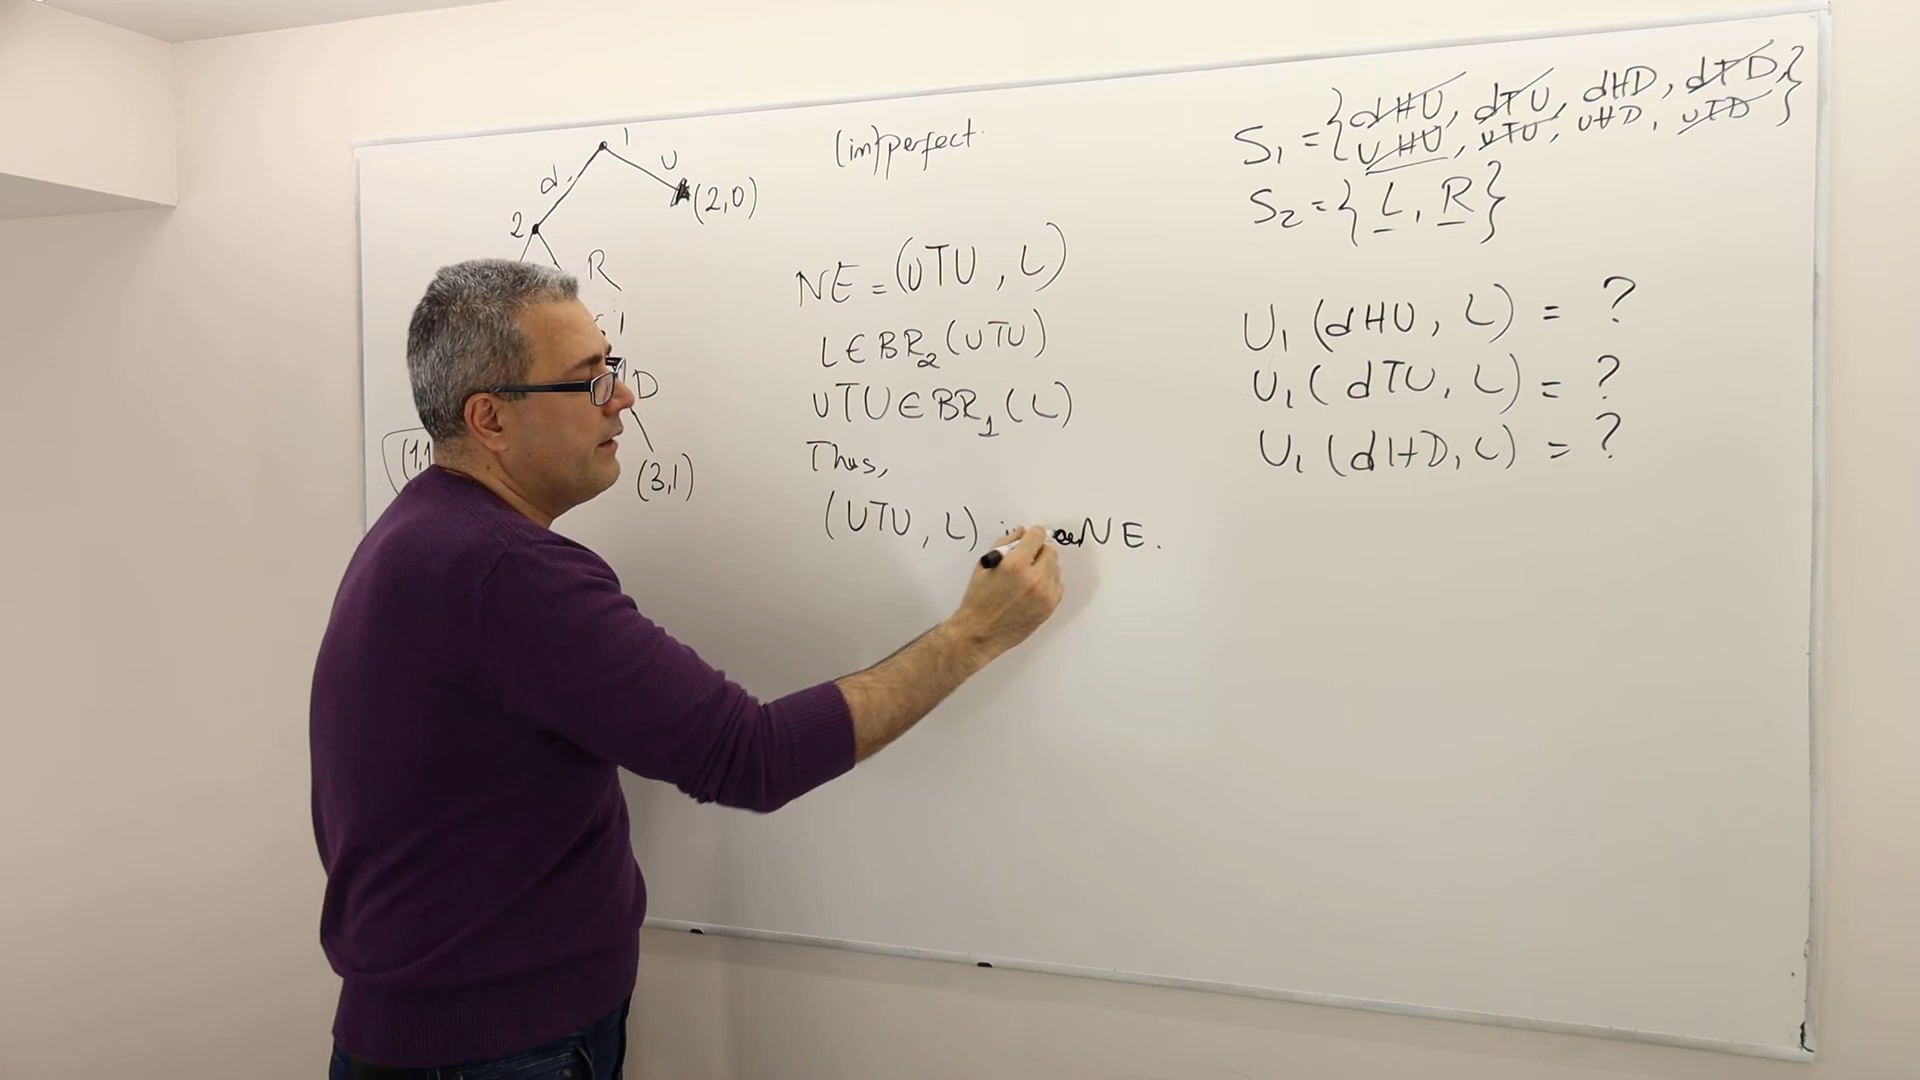 1
d
U
(2,0)
2
R
1
D
(1,1
(3,1)
(im)perfect.
NE = (UTU, L)
L ∈ BR₂(UTU)
UTU ∈ BR₁(L)
Thus,
(UTU, L) is a NE.
S₁ = {dHU, dTU, dHD, dTD,
UHU, UTU, UHD, UTD}
S₂ = {L, R}
U₁(dHU, L) = ?
U₁(dTU, L) = ?
U₁(dHD, L) = ?